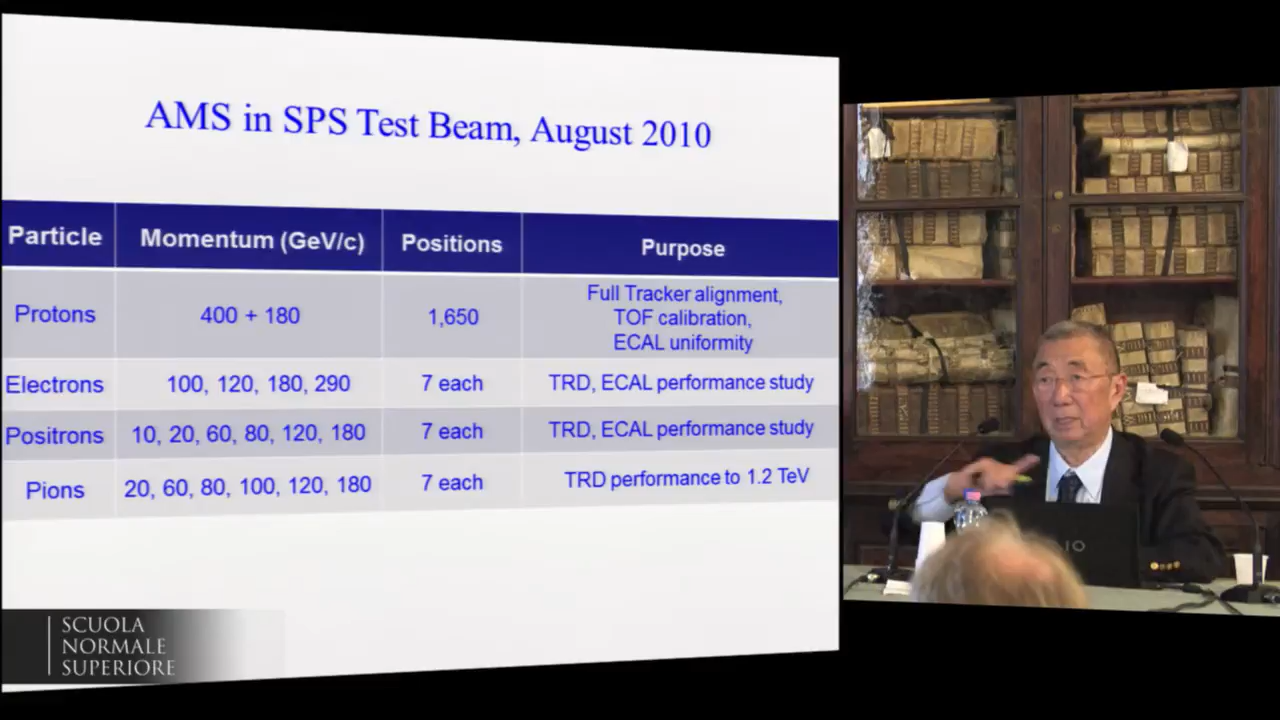 AMS in SPS Test Beam, August 2010
Particle Momentum (GeV/c) Positions Purpose
Protons 400 + 180 1,650 Full Tracker alignment,
TOF calibration,
ECAL uniformity
Electrons 100, 120, 180, 290 7 each TRD, ECAL performance study
Positrons 10, 20, 60, 80, 120, 180 7 each TRD, ECAL performance study
Pions 20, 60, 80, 100, 120, 180 7 each TRD performance to 1.2 TeV
SCUOLA
NORMALE
SUPERIORE